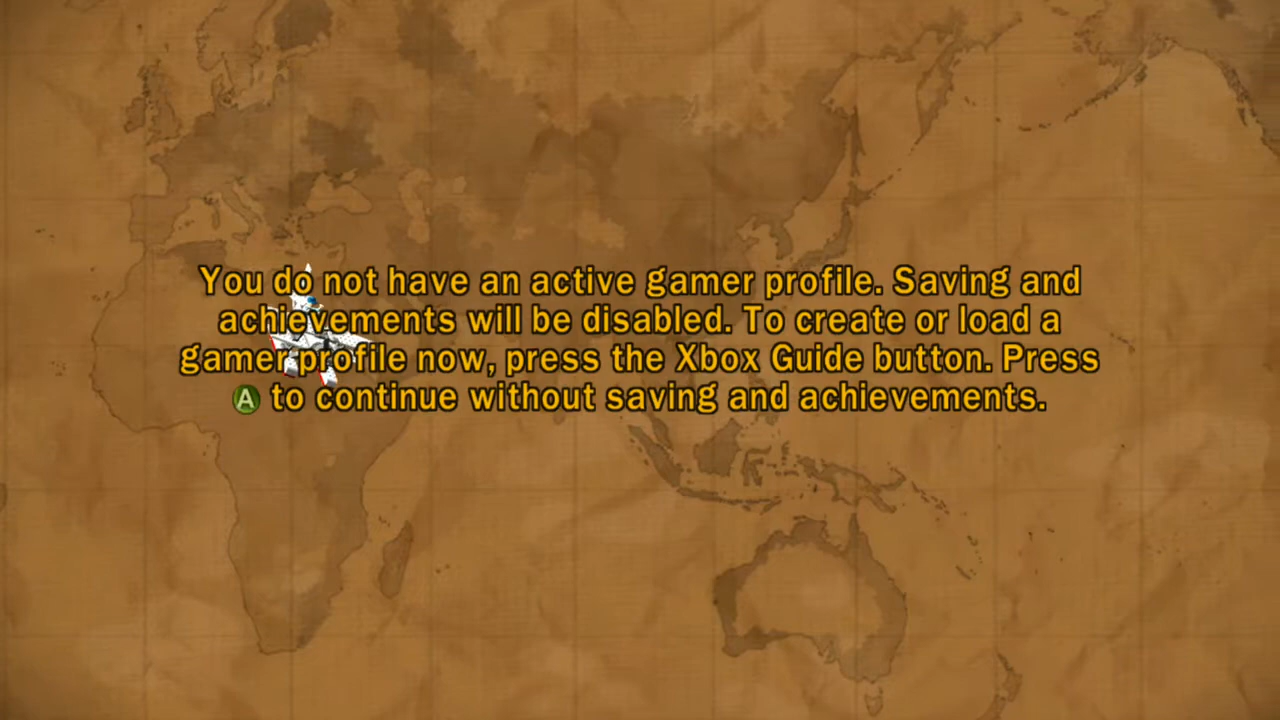 You do not have an active gamer profile. Saving and
achievements will be disabled. To create or load a
gamer profile now, press the Xbox Guide button. Press
A to continue without saving and achievements.